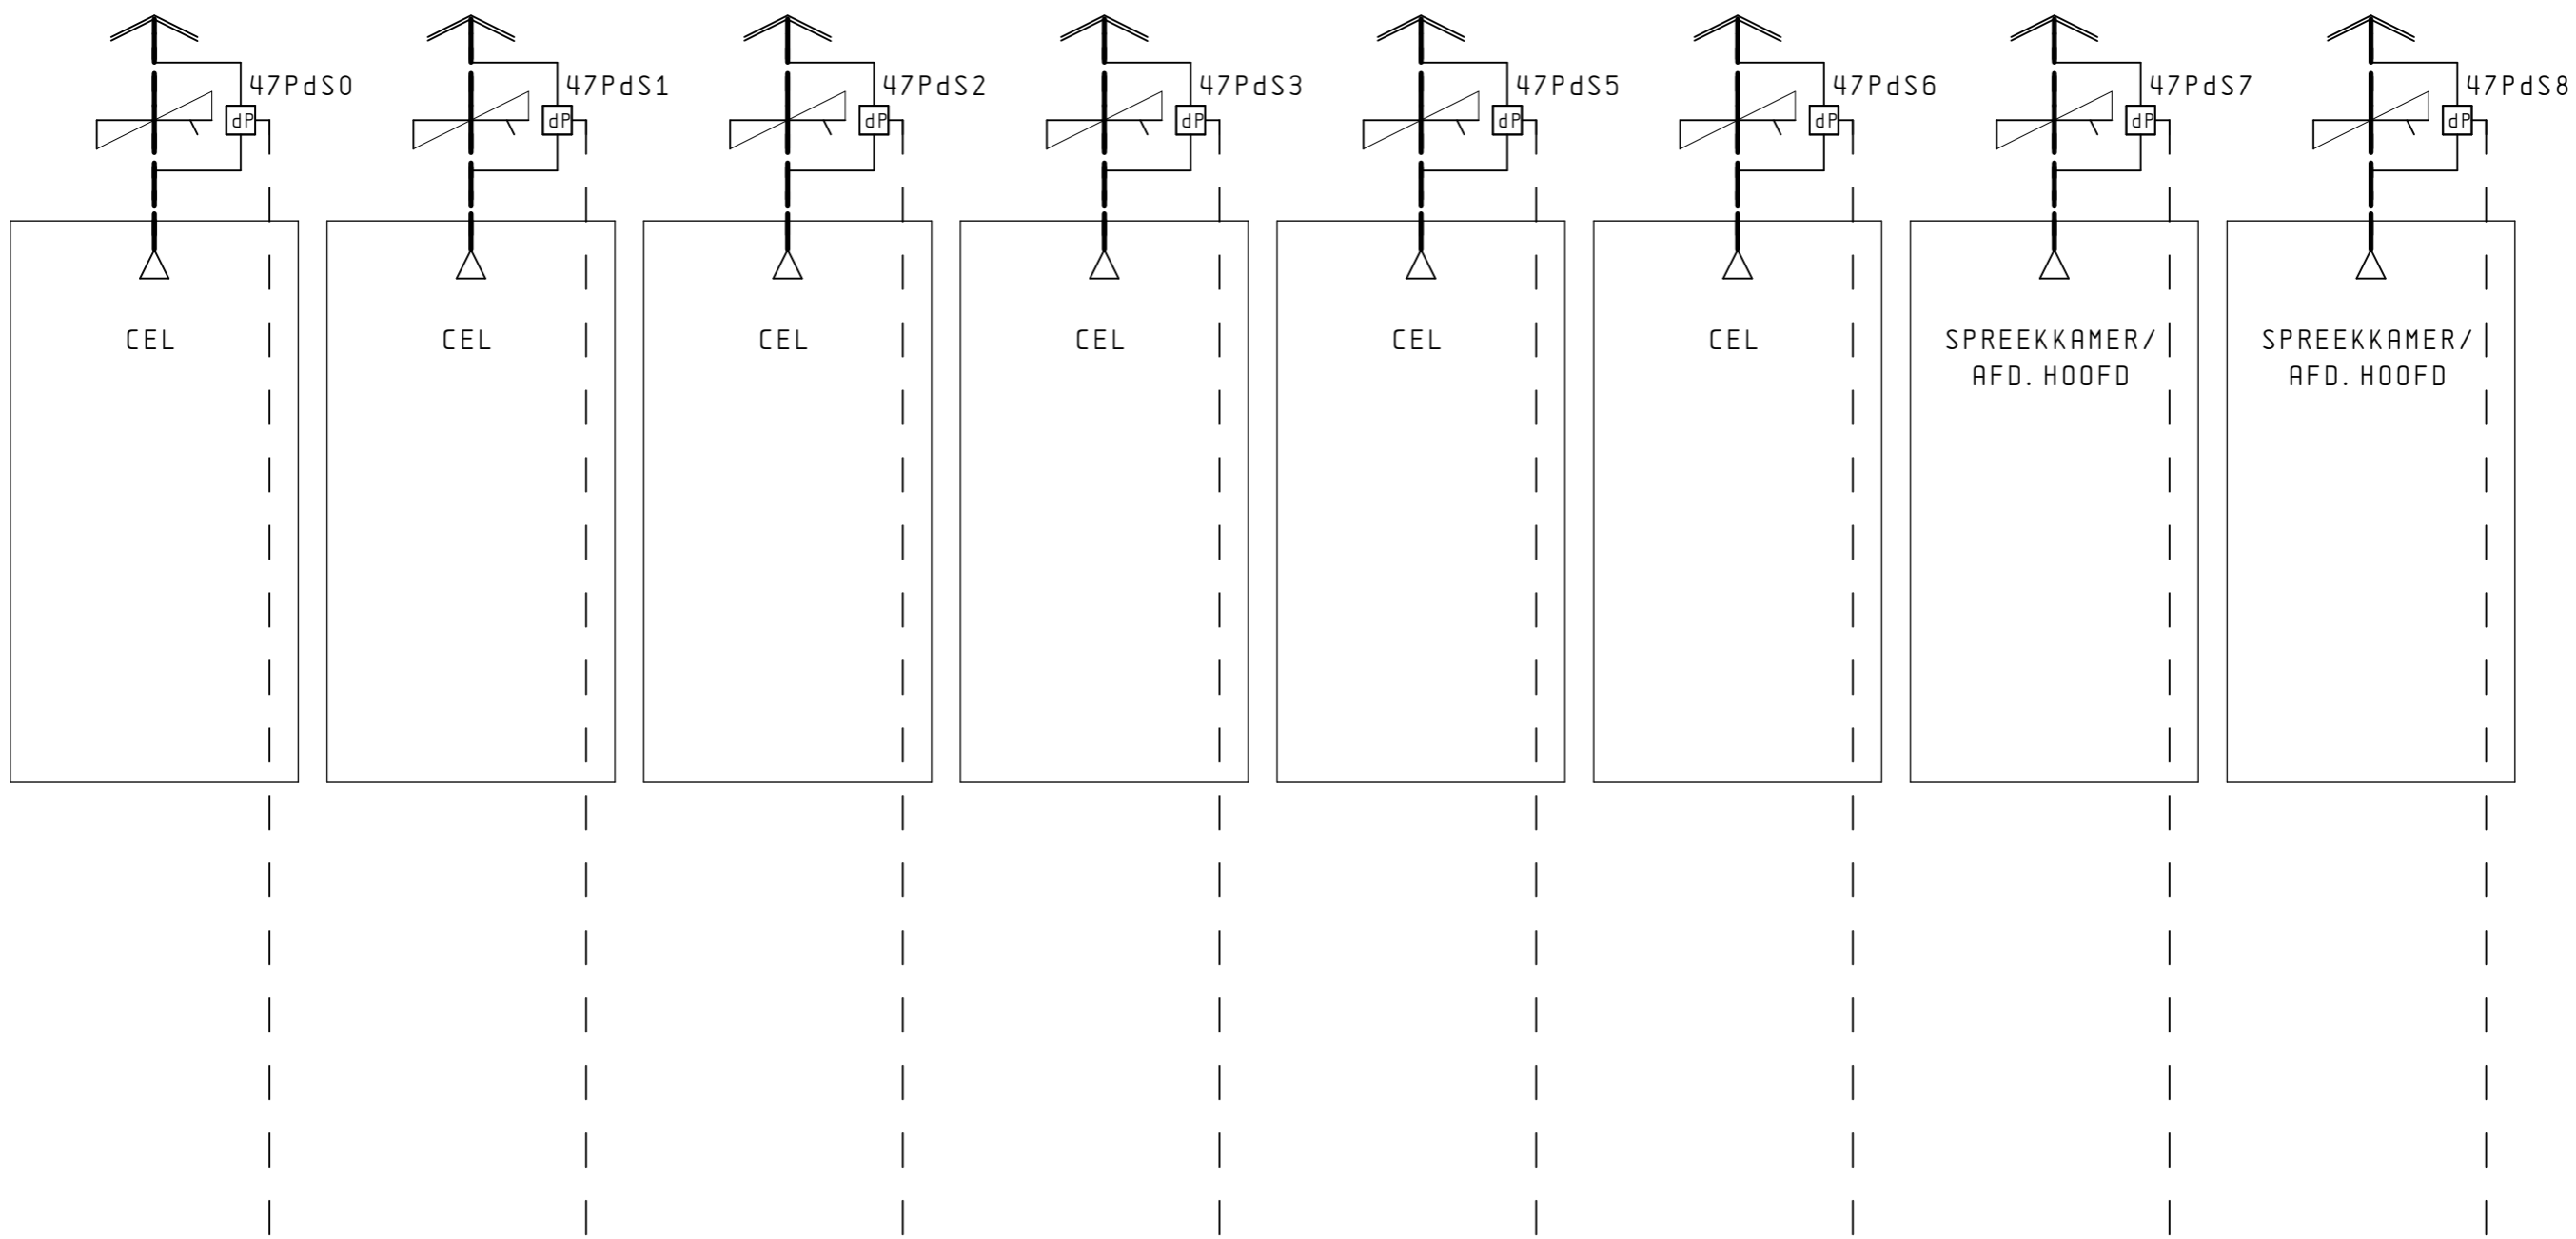 47PdS0 47PdS1 47PdS2 47PdS3 47PdS5 47PdS6 47PdS7 47PdS8
dP dP dP dP dP dP dP dP
CEL CEL CEL CEL CEL CEL SPREEKKAMER/ SPREEKKAMER/
AFD. HOOFD AFD. HOOFD